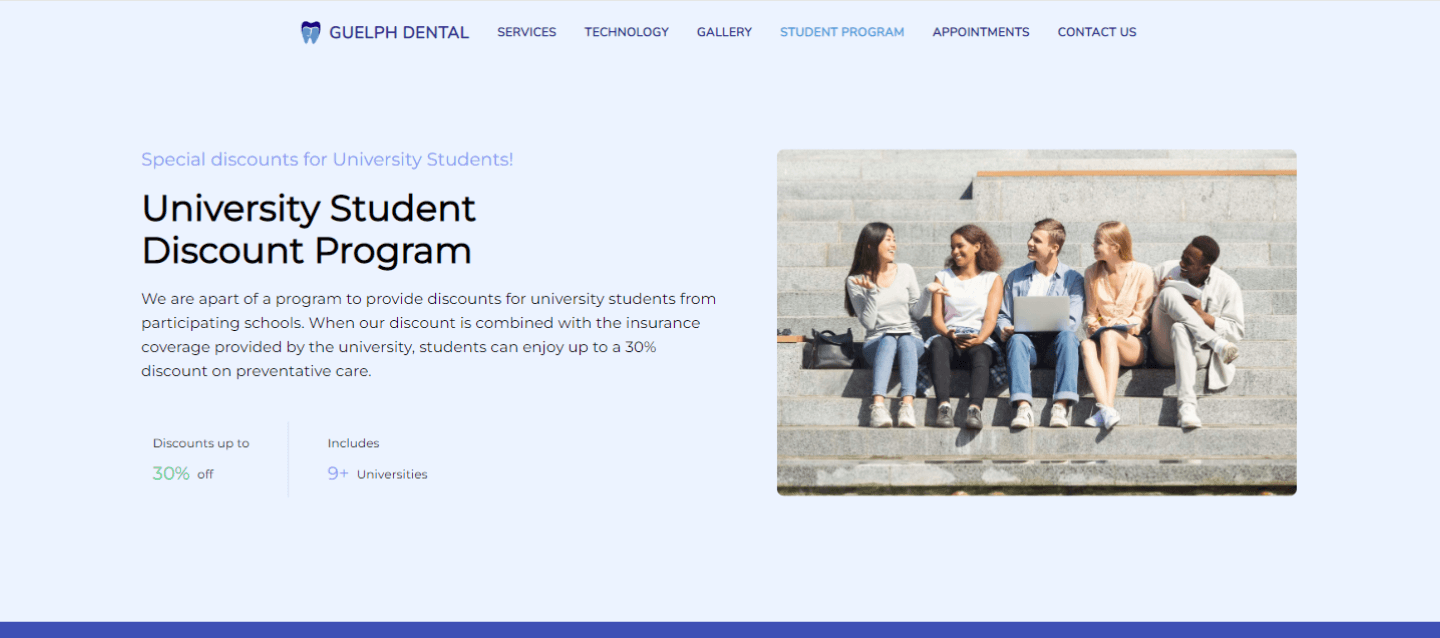 GUELPH DENTAL SERVICES TECHNOLOGY GALLERY STUDENT PROGRAM APPOINTMENTS CONTACT US
Special discounts for University Students!
University Student
Discount Program
We are apart of a program to provide discounts for university students from
participating schools. When our discount is combined with the insurance
coverage provided by the university, students can enjoy up to a 30%
discount on preventative care.
Discounts up to
30% off
Includes
9+ Universities